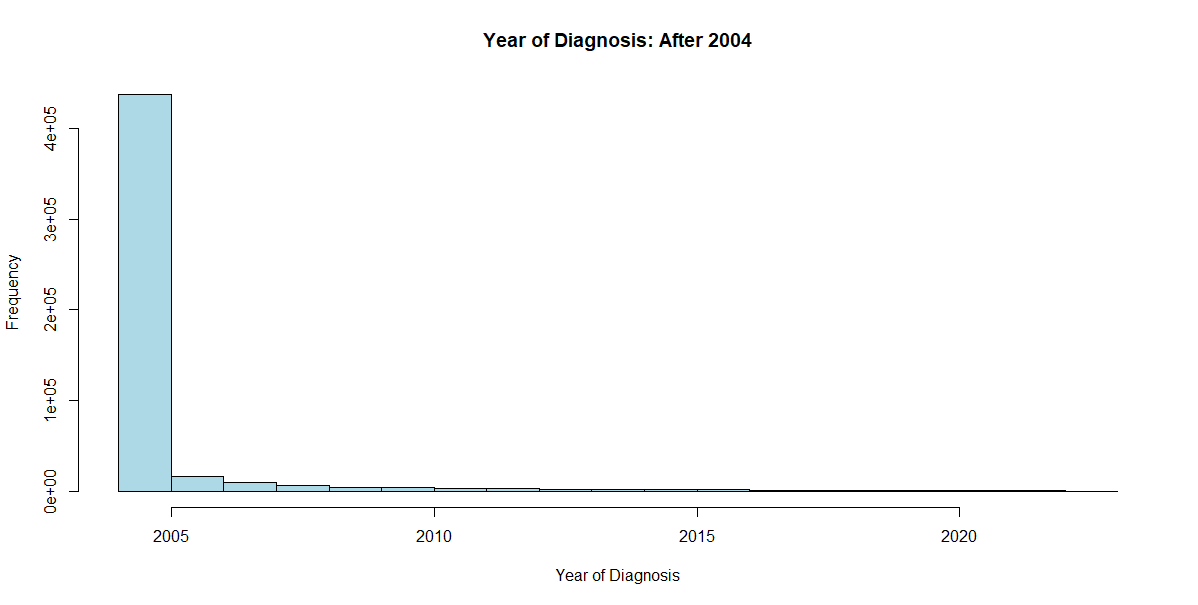 Year of Diagnosis: After 2004
4e+05
3e+05
2e+05
1e+05
0e+00
Frequency
2005 2010 2015 2020
Year of Diagnosis